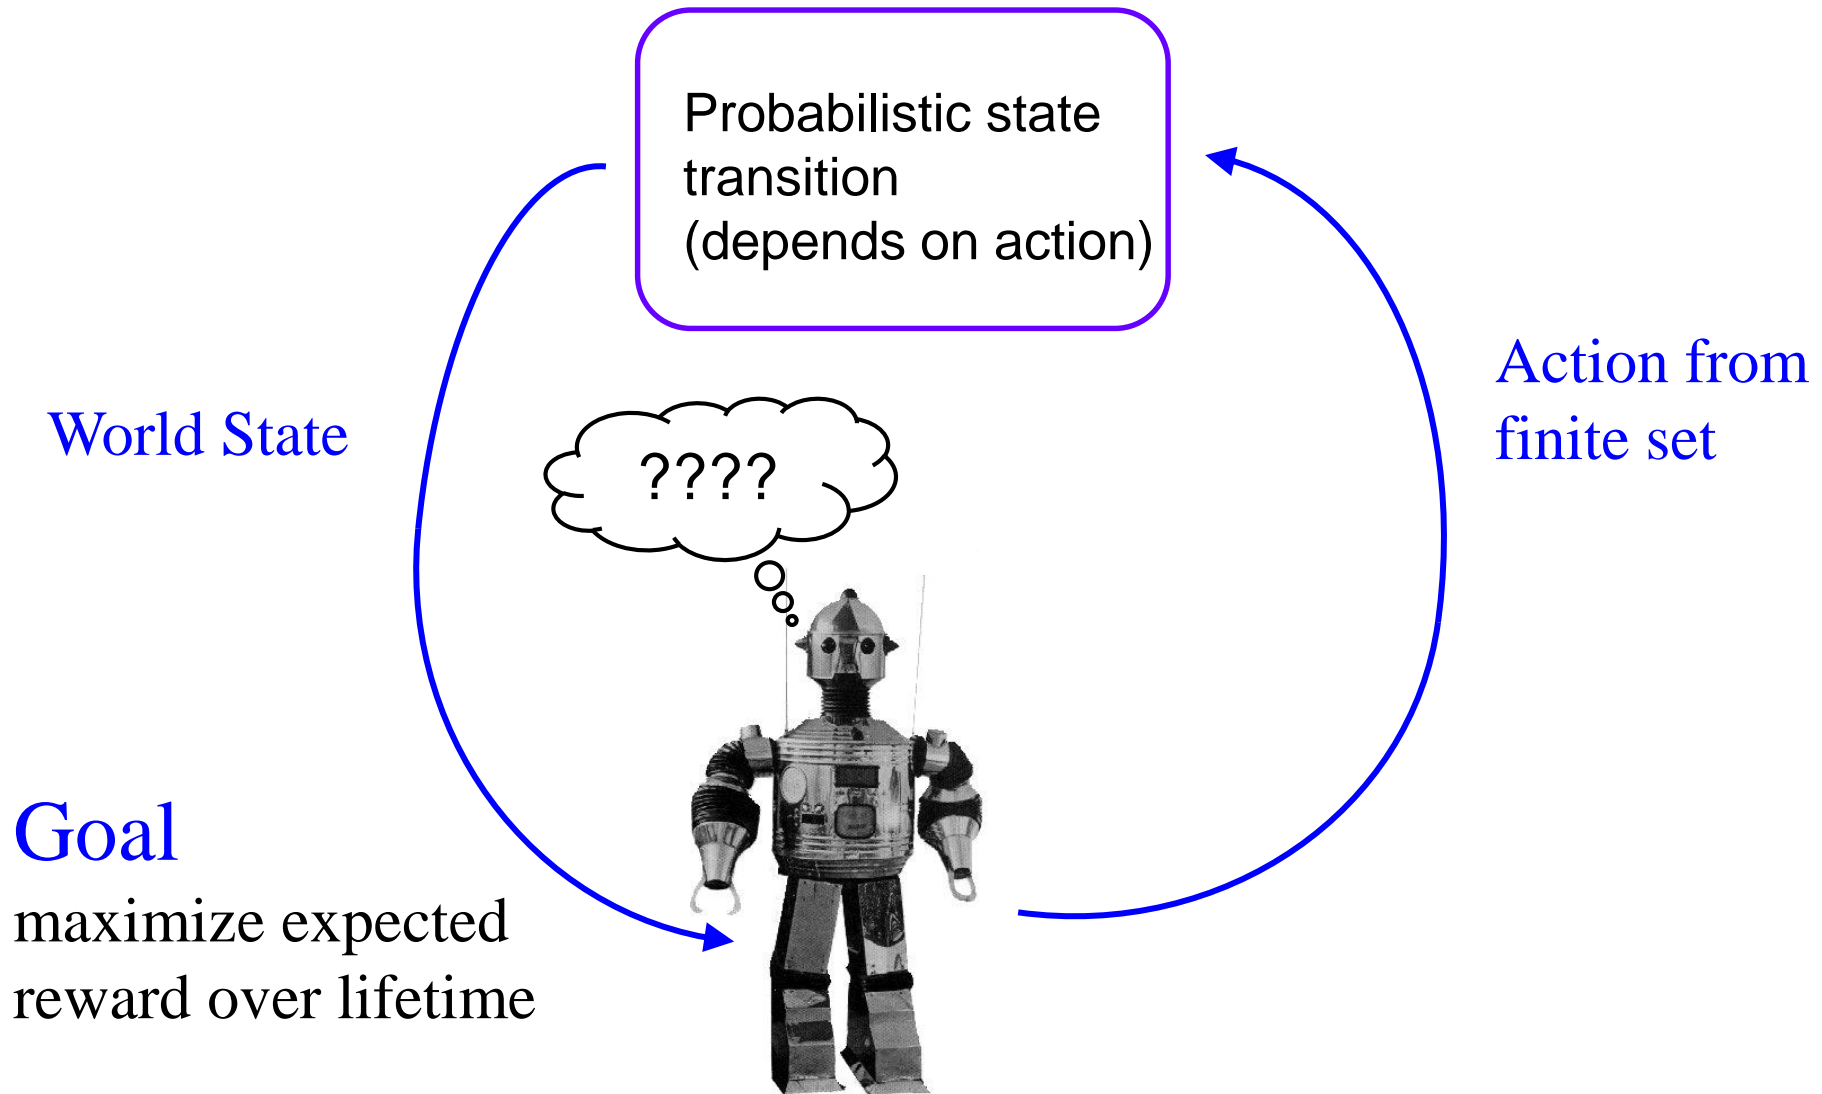 Probabilistic state
transition
(depends on action)
World State
Action from
finite set
????
Goal
maximize expected
reward over lifetime